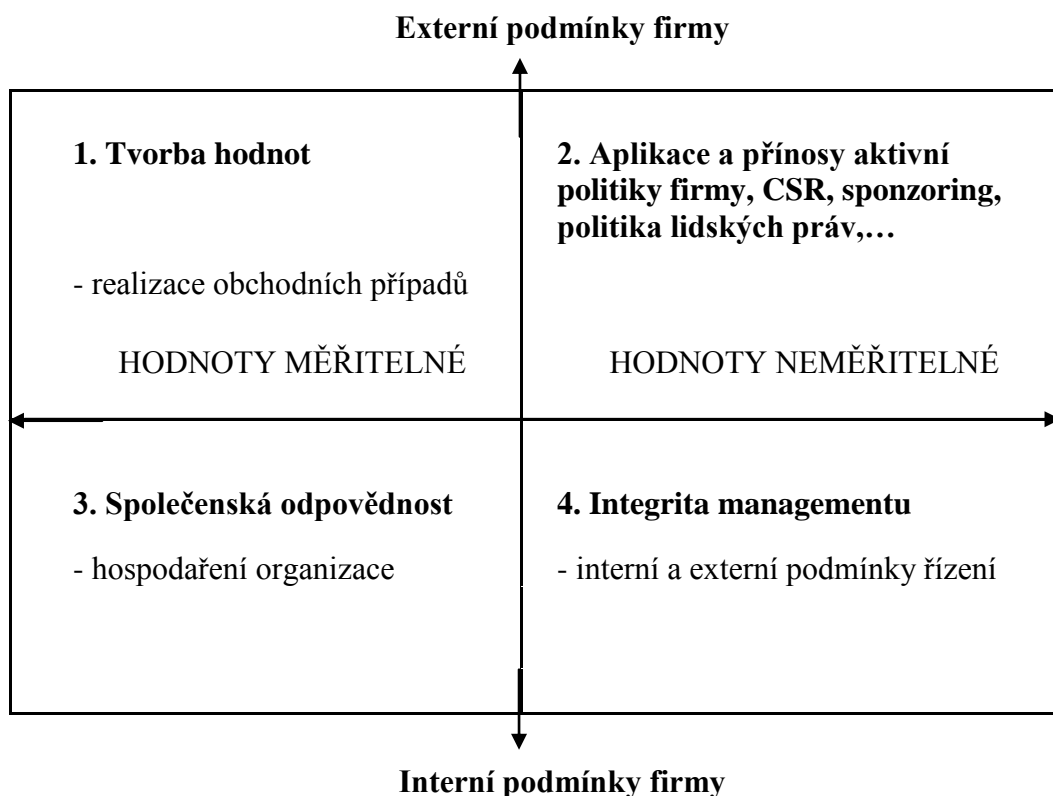 Externí podmínky firmy
1. Tvorba hodnot
- realizace obchodních případů
HODNOTY MĚŘITELNÉ
2. Aplikace a přínosy aktivní
politiky firmy, CSR, sponzoring,
politika lidských práv,…
HODNOTY NEMĚŘITELNÉ
3. Společenská odpovědnost
- hospodaření organizace
4. Integrita managementu
- interní a externí podmínky řízení
Interní podmínky firmy